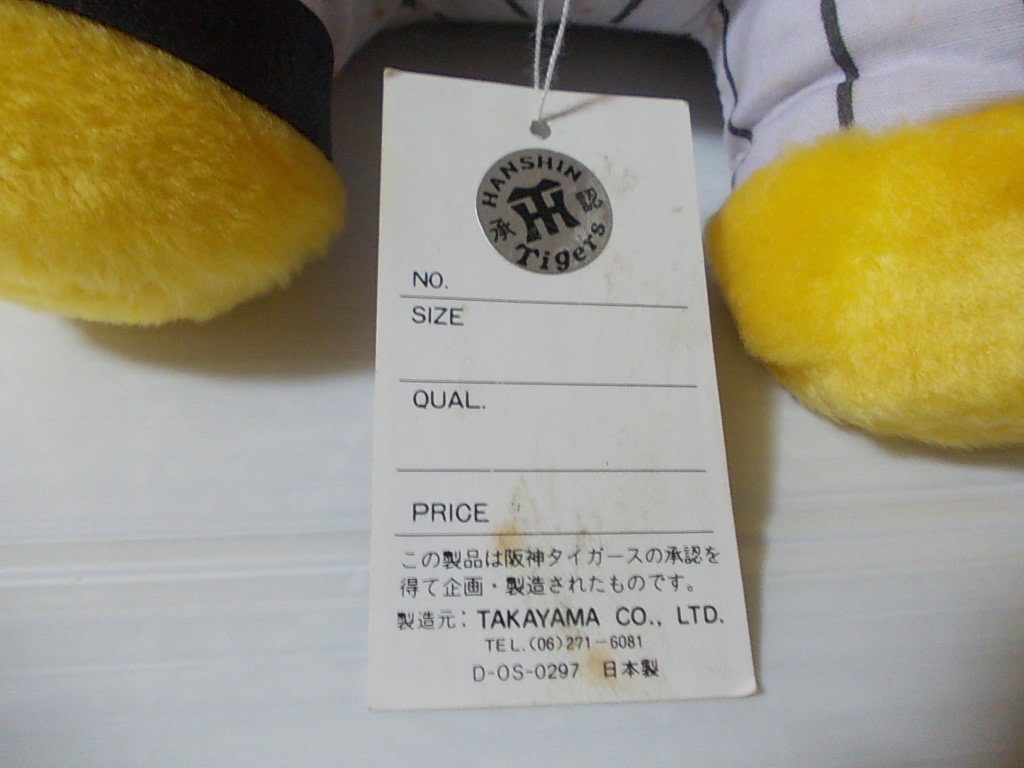 HANSHIN
承認
Tigers
NO.
SIZE
QUAL.
PRICE
この製品は阪神タイガースの承認を
得て企画・製造されたものです。
製造元: TAKAYAMA CO., LTD.
TEL.(06)271-6081
D-OS-0297 日本製